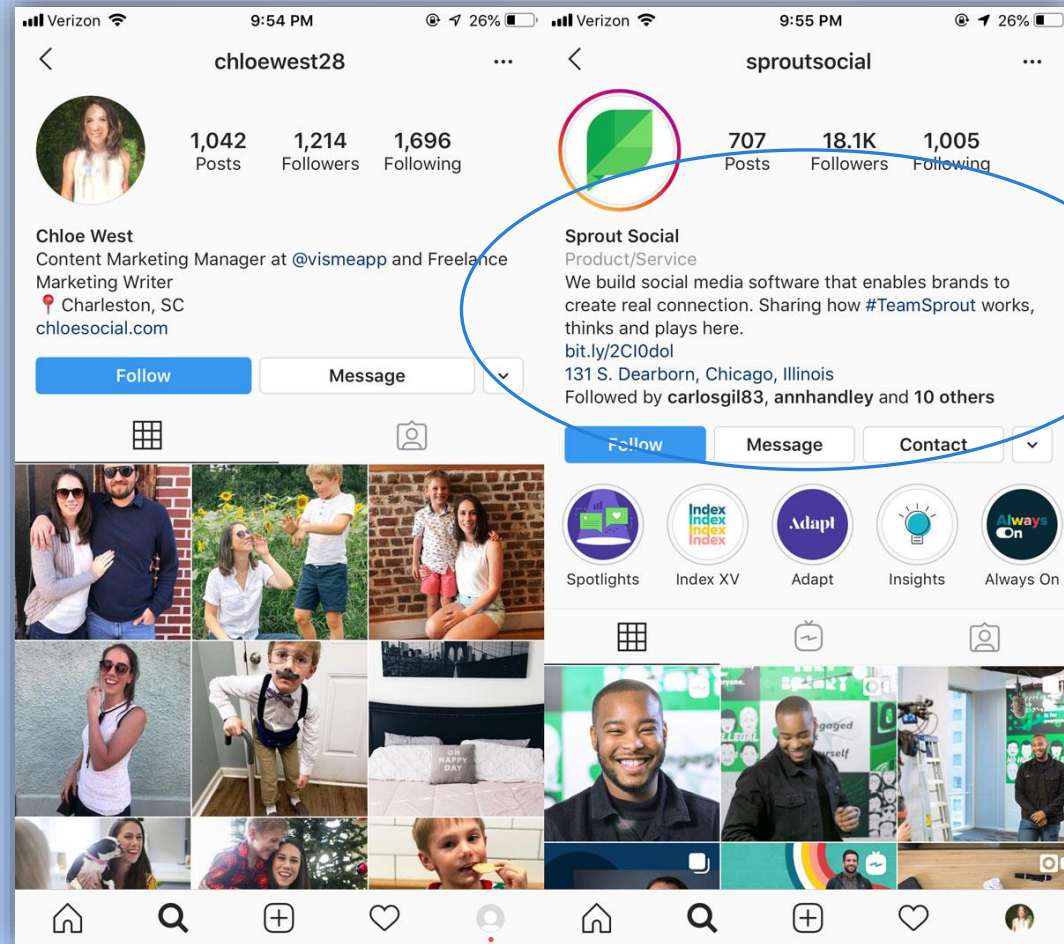 Verizon 9:54 PM 26%
chloewest28
1,042 1,214 1,696
Posts Followers Following
Chloe West
Content Marketing Manager at @vismeapp and Freelance
Marketing Writer
📍 Charleston, SC
chloesocial.com
Follow Message
OH
HAPPY
DAY
Verizon 9:55 PM 26%
sproutsocial
707 18.1K 1,005
Posts Followers Following
Sprout Social
Product/Service
We build social media software that enables brands to
create real connection. Sharing how #TeamSprout works,
thinks and plays here.
bit.ly/2CI0dol
131 S. Dearborn, Chicago, Illinois
Followed by carlosgil83, annhandley and 10 others
Follow Message Contact
Index
Index
Index
Index
Adapt
Always
On
Spotlights Index XV Adapt Insights Always On